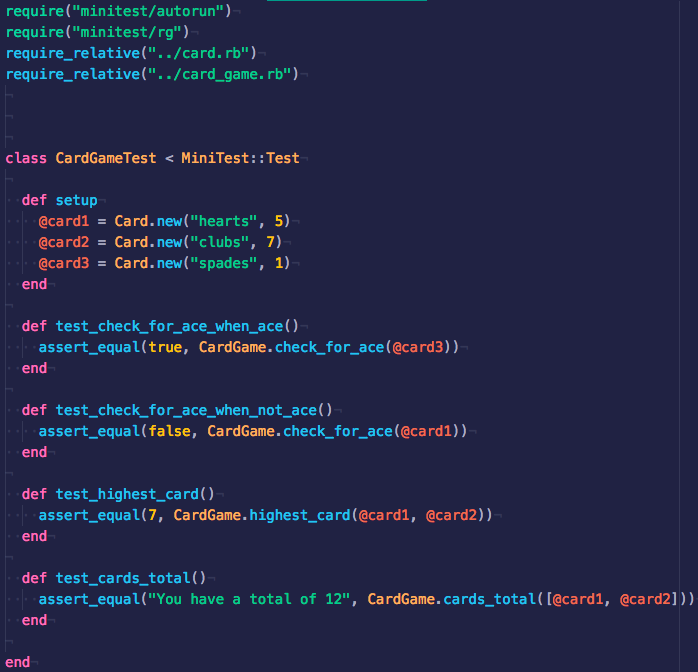 require("minitest/autorun")
require("minitest/rg")
require_relative("../card.rb")
require_relative("../card_game.rb")
class CardGameTest < MiniTest::Test
def setup
@card1 = Card.new("hearts", 5)
@card2 = Card.new("clubs", 7)
@card3 = Card.new("spades", 1)
end
def test_check_for_ace_when_ace()
assert_equal(true, CardGame.check_for_ace(@card3))
end
def test_check_for_ace_when_not_ace()
assert_equal(false, CardGame.check_for_ace(@card1))
end
def test_highest_card()
assert_equal(7, CardGame.highest_card(@card1, @card2))
end
def test_cards_total()
assert_equal("You have a total of 12", CardGame.cards_total([@card1, @card2]))
end
end